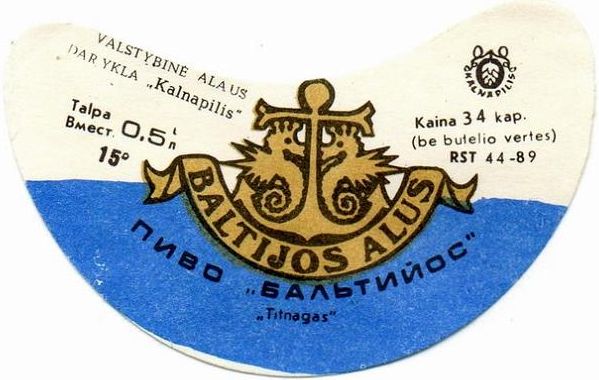 VALSTYBINĖ ALAUS
DARYKLA „Kalnapilis"
Talpa
Вмест. 0.5 L
л
15°
KALNAPILIS
Kaina 34 kap.
(be butelio vertes)
RST 44-89
BALTIJOS ALUS
ПИВО „БАЛЬТИЙОС"
„Titnagas"